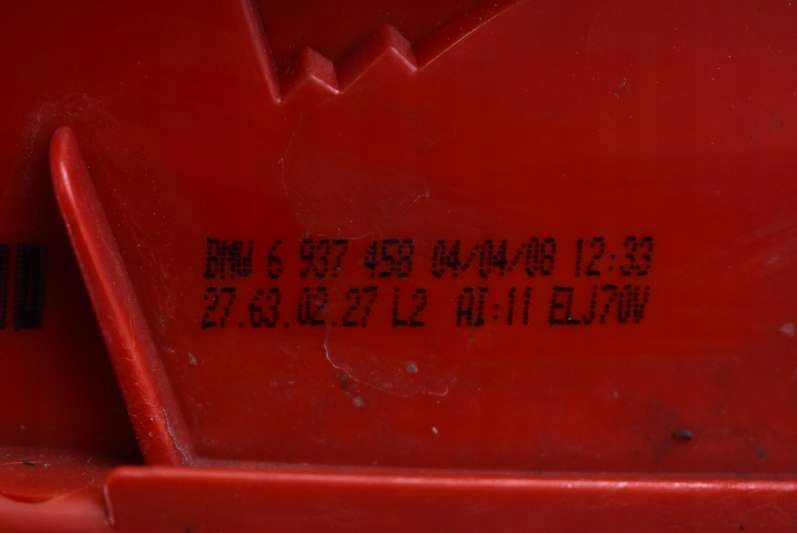 BMW 6 937 458 04/04/08 12:33
27.63.02.27 L2 AI:11 ELJ70V